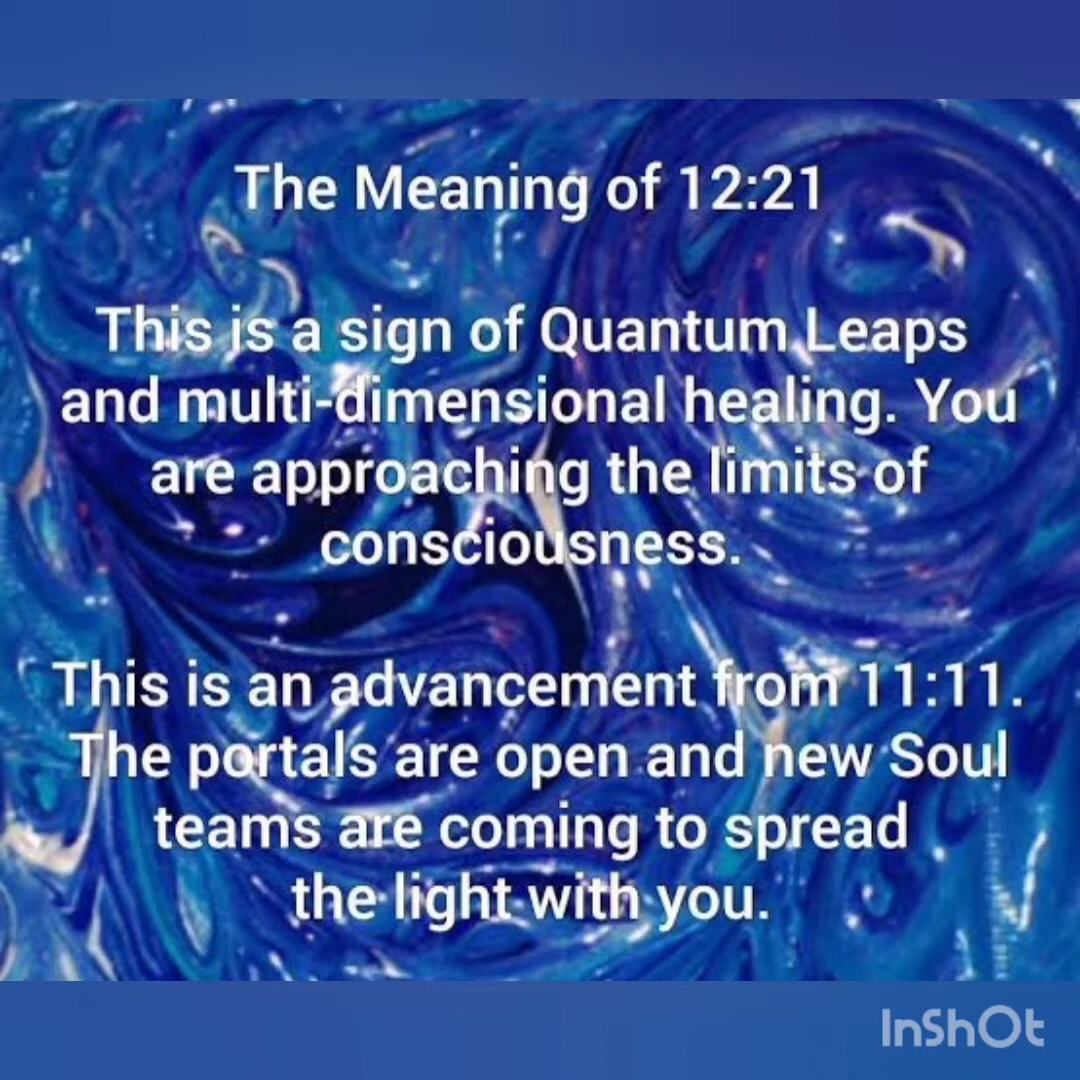 The Meaning of 12:21
This is a sign of Quantum Leaps
and multi-dimensional healing. You
are approaching the limits of
consciousness.
This is an advancement from 11:11.
The portals are open and new Soul
teams are coming to spread
the light with you.
InShOt